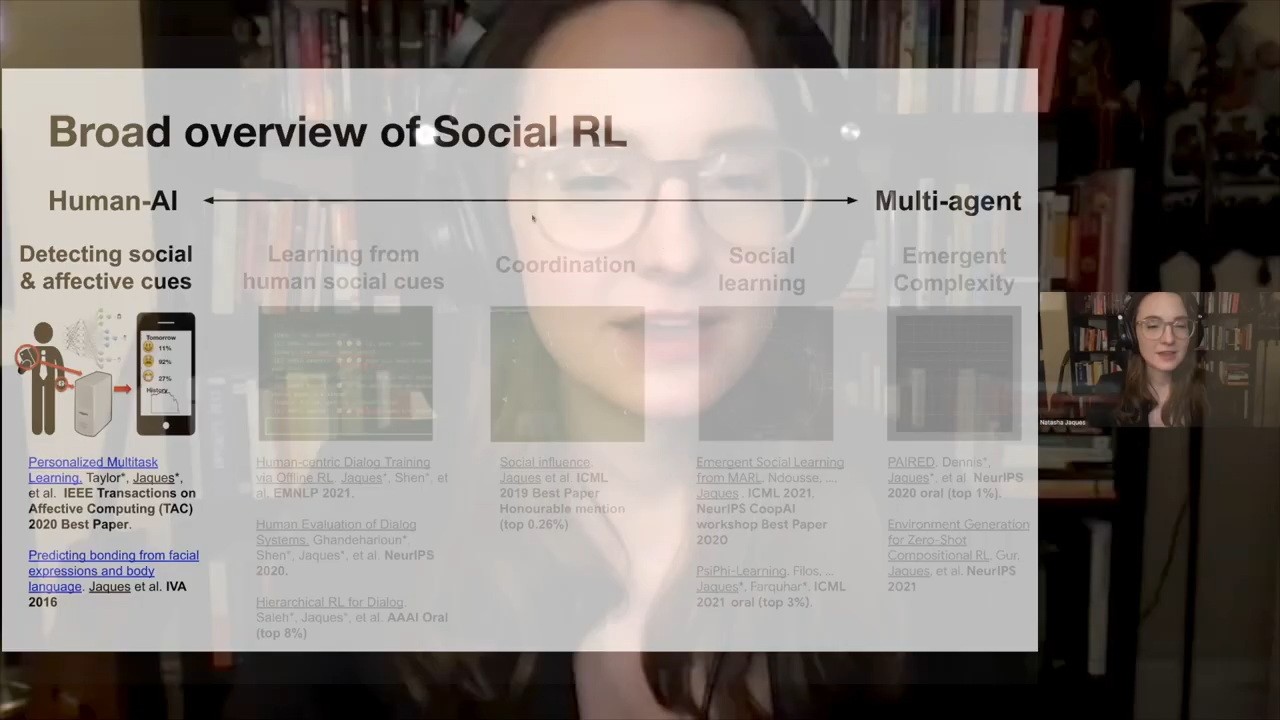 Broad overview of Social RL
Human-AI
Multi-agent
Detecting social
& affective cues
Learning from
human social cues
Coordination
Social
learning
Emergent
Complexity
Tomorrow
11%
92%
27%
History
Personalized Multitask
Learning. Taylor*, Jaques*,
et al. IEEE Transactions on
Affective Computing (TAC)
2020 Best Paper.
Predicting bonding from facial
expressions and body
language. Jaques et al. IVA
2016
Human-centric Dialog Training
via Offline RL. Jaques*, Shen*, et
al. EMNLP 2021.
Human Evaluation of Dialog
Systems. Ghandeharioun*,
Shen*, Jaques*, et al. NeurIPS
2020.
Hierarchical RL for Dialog.
Saleh*, Jaques*, et al. AAAI Oral
(top 8%)
Social influence.
Jaques et al. ICML
2019 Best Paper
Honourable mention
(top 0.26%)
Emergent Social Learning
from MARL, Ndousse, ...,
Jaques . ICML 2021,
NeurIPS CoopAI
workshop Best Paper
2020
PsiPhi-Learning. Filos, ...
Jaques*, Farquhar*. ICML
2021 oral (top 3%).
PAIRED. Dennis*,
Jaques*, et al. NeurIPS
2020 oral (top 1%).
Environment Generation
for Zero-Shot
Compositional RL. Gur,
Jaques, et al. NeurIPS
2021
Natasha Jaques